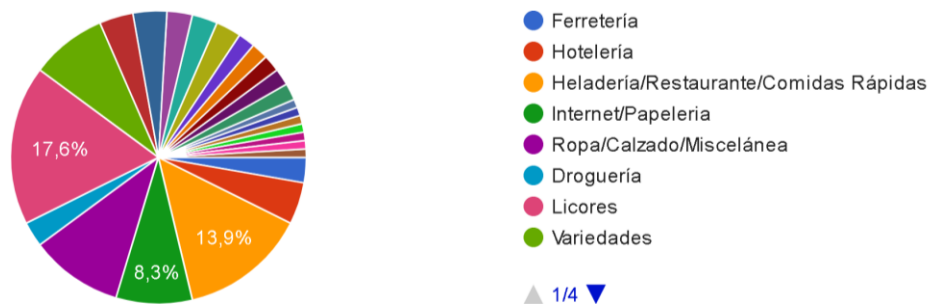 17,6%
13,9%
8,3%
Ferretería
Hotelería
Heladería/Restaurante/Comidas Rápidas
Internet/Papeleria
Ropa/Calzado/Miscelánea
Droguería
Licores
Variedades
1/4